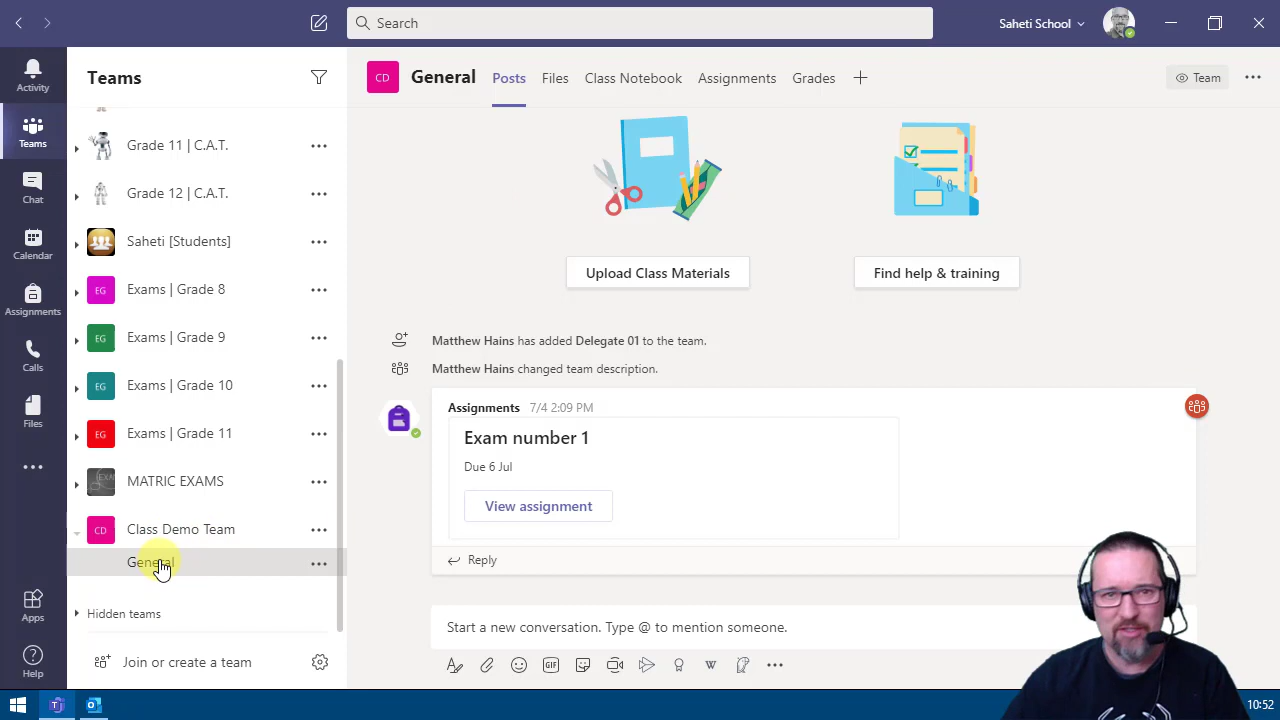 Search
Saheti School
Activity
Teams
Chat
Calendar
Assignments
Calls
Files
Apps
Help
Teams
Grade 11 | C.A.T.
Grade 12 | C.A.T.
Saheti [Students]
EG Exams | Grade 8
EG Exams | Grade 9
EG Exams | Grade 10
EG Exams | Grade 11
MATRIC EXAMS
CD Class Demo Team
General
Hidden teams
Join or create a team
CD General Posts Files Class Notebook Assignments Grades
Team
Upload Class Materials
Find help & training
Matthew Hains has added Delegate 01 to the team.
Matthew Hains changed team description.
Assignments 7/4 2:09 PM
Exam number 1
Due 6 Jul
View assignment
Reply
Start a new conversation. Type @ to mention someone.
GIF
W
10:52